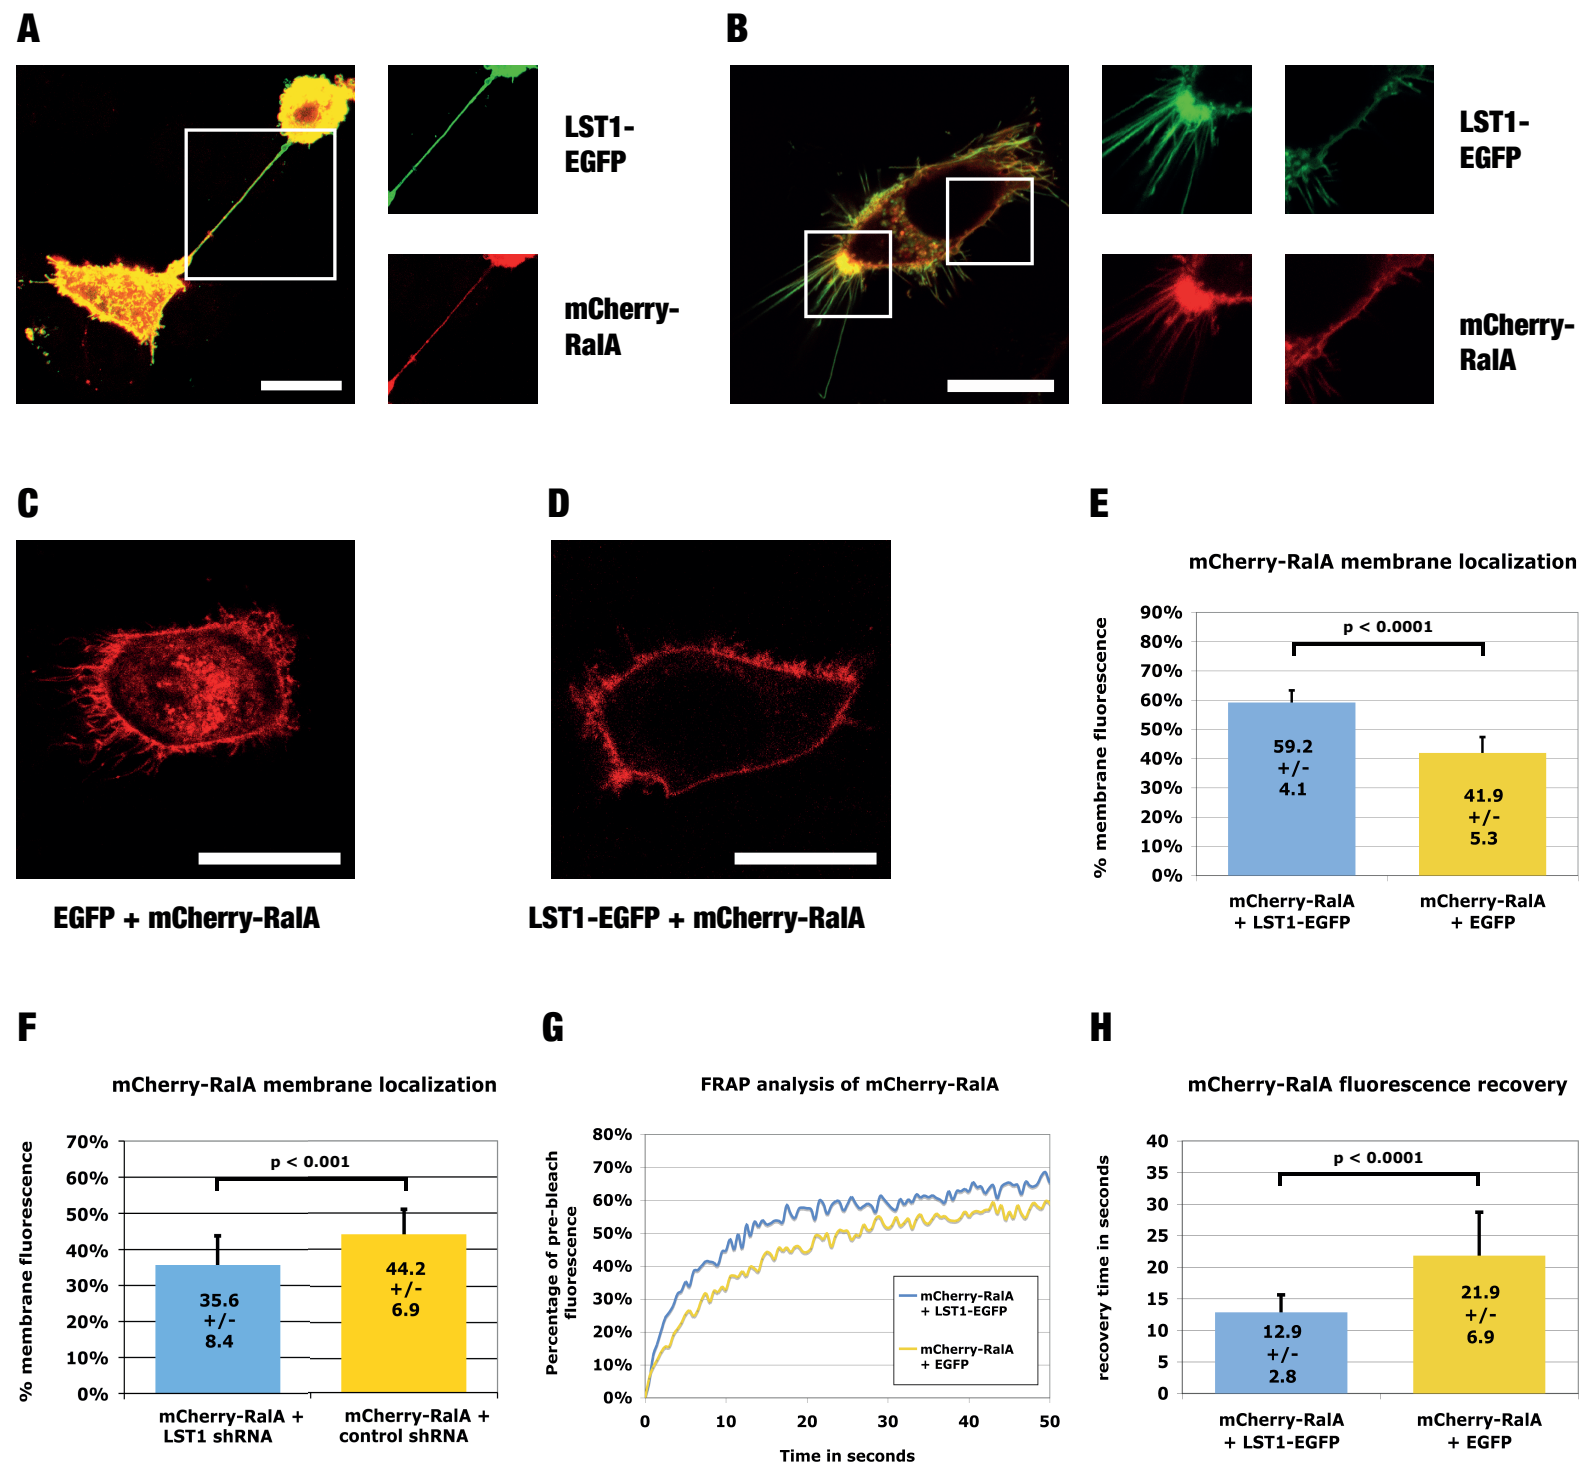 A
LST1-
EGFP
mCherry-
RalA
B
LST1-
EGFP
mCherry-
RalA
C
EGFP + mCherry-RalA
D
LST1-EGFP + mCherry-RalA
E
mCherry-RalA membrane localization
% membrane fluorescence
90%
80%
70%
60%
50%
40%
30%
20%
10%
0%
p < 0.0001
59.2
+/-
4.1
41.9
+/-
5.3
mCherry-RalA
+ LST1-EGFP
mCherry-RalA
+ EGFP
F
mCherry-RalA membrane localization
% membrane fluorescence
70%
60%
50%
40%
30%
20%
10%
0%
p < 0.001
35.6
+/-
8.4
44.2
+/-
6.9
mCherry-RalA +
LST1 shRNA
mCherry-RalA +
control shRNA
G
FRAP analysis of mCherry-RalA
Percentage of pre-bleach
fluorescence
80%
70%
60%
50%
40%
30%
20%
10%
0%
mCherry-RalA
+ LST1-EGFP
mCherry-RalA
+ EGFP
0
10
20
30
40
50
Time in seconds
H
mCherry-RalA fluorescence recovery
recovery time in seconds
40
35
30
25
20
15
10
5
0
p < 0.0001
12.9
+/-
2.8
21.9
+/-
6.9
mCherry-RalA
+ LST1-EGFP
mCherry-RalA
+ EGFP